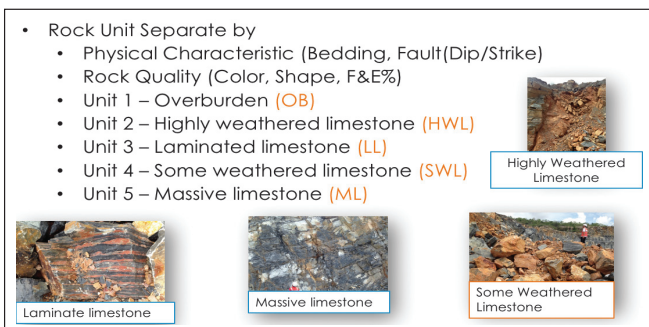 • Rock Unit Separate by
• Physical Characteristic (Bedding, Fault(Dip/Strike)
• Rock Quality (Color, Shape, F&E%)
• Unit 1 – Overburden (OB)
• Unit 2 – Highly weathered limestone (HWL)
• Unit 3 – Laminated limestone (LL)
• Unit 4 – Some weathered limestone (SWL)
• Unit 5 – Massive limestone (ML)
Highly Weathered
Limestone
Laminate limestone
Massive limestone
Some Weathered
Limestone